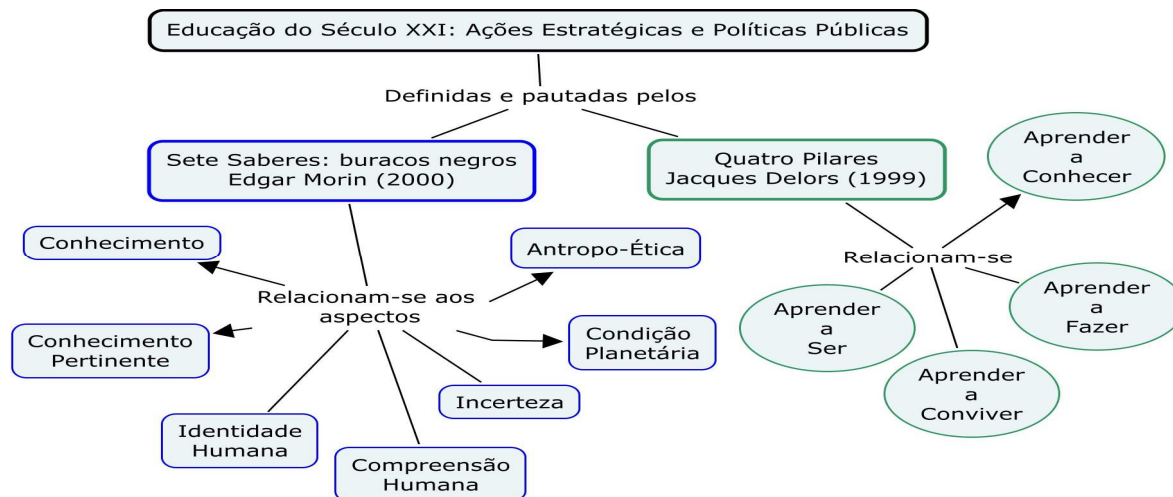 Educação do Século XXI: Ações Estratégicas e Políticas Públicas
Definidas e pautadas pelos
Sete Saberes: buracos negros
Edgar Morin (2000)
Quatro Pilares
Jacques Delors (1999)
Aprender
a
Conhecer
Conhecimento
Antropo-Ética
Relacionam-se
Relacionam-se aos
aspectos
Conhecimento
Pertinente
Condição
Planetária
Aprender
a
Ser
Aprender
a
Fazer
Incerteza
Aprender
a
Conviver
Identidade
Humana
Compreensão
Humana